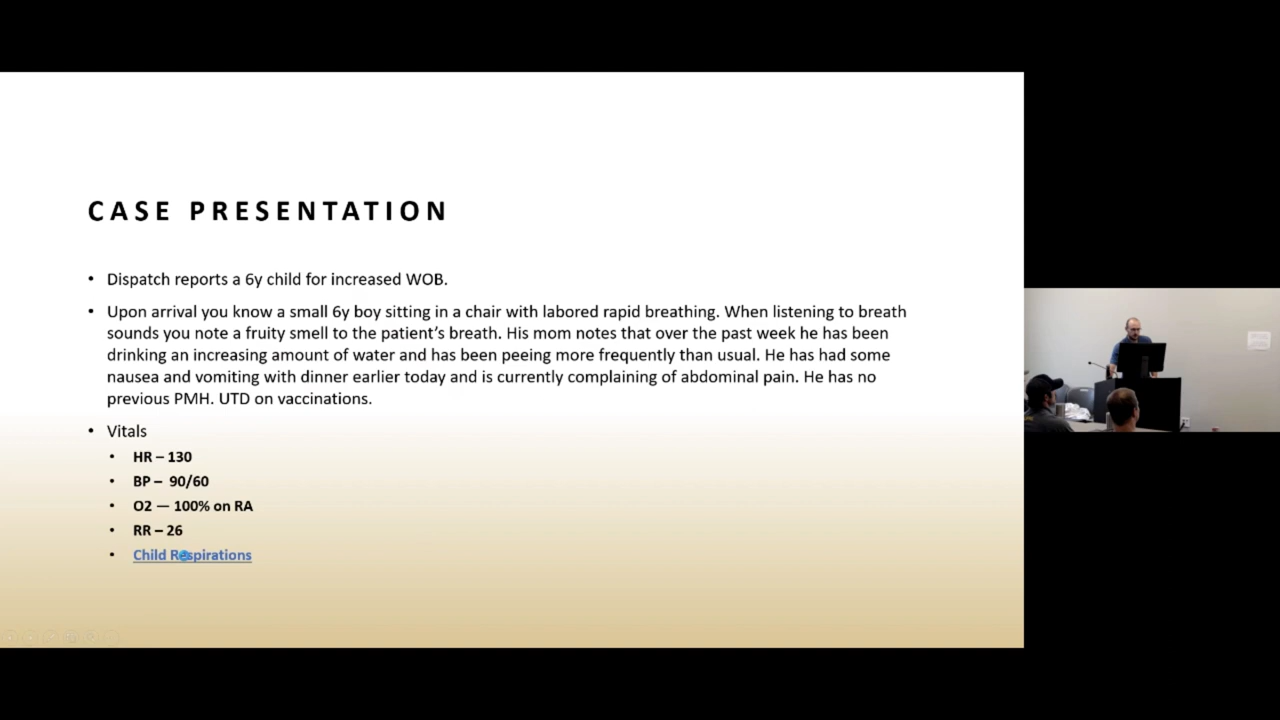 CASE PRESENTATION
• Dispatch reports a 6y child for increased WOB.
• Upon arrival you know a small 6y boy sitting in a chair with labored rapid breathing. When listening to breath
sounds you note a fruity smell to the patient's breath. His mom notes that over the past week he has been
drinking an increasing amount of water and has been peeing more frequently than usual. He has had some
nausea and vomiting with dinner earlier today and is currently complaining of abdominal pain. He has no
previous PMH. UTD on vaccinations.
• Vitals
• HR – 130
• BP – 90/60
• O2 — 100% on RA
• RR – 26
• Child Respirations